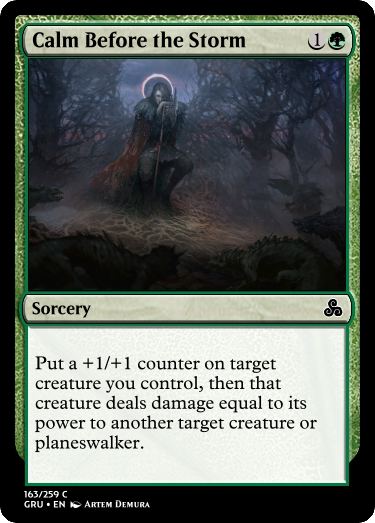 Calm Before the Storm 1
Sorcery
Put a +1/+1 counter on target
creature you control, then that
creature deals damage equal to its
power to another target creature or
planeswalker.
163/259 C
GRU • EN Artem Demura